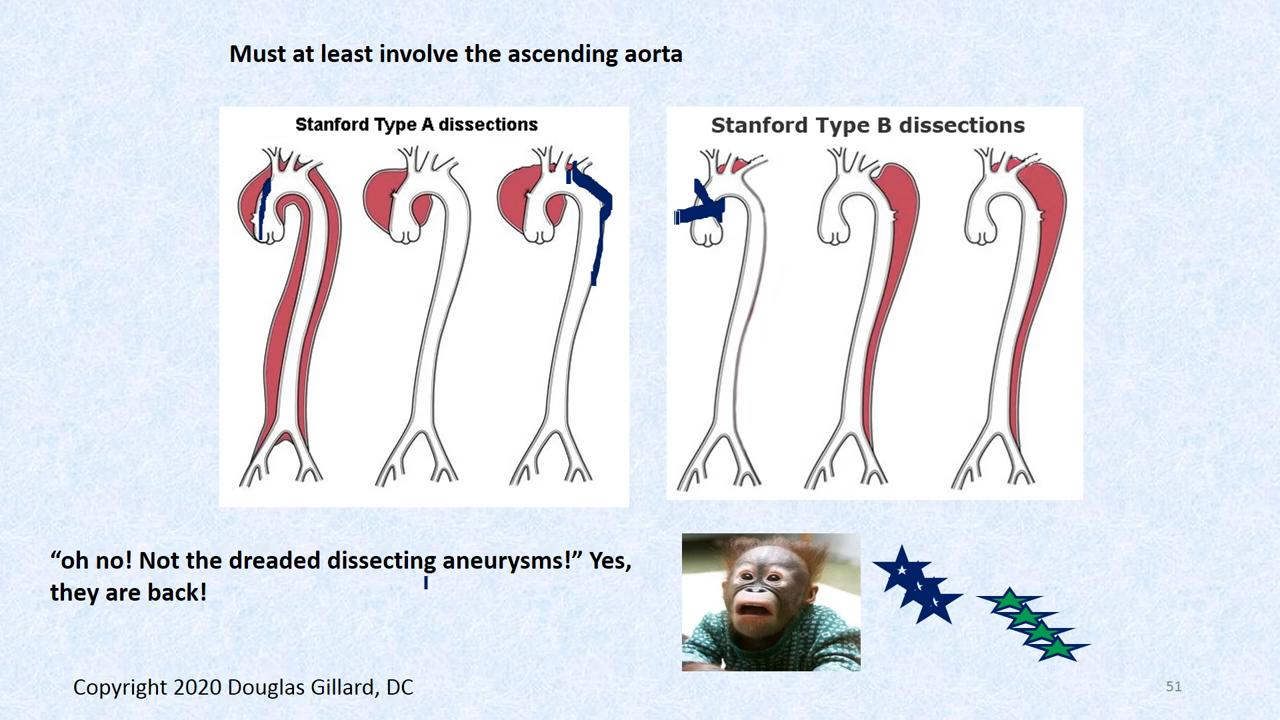 Must at least involve the ascending aorta
Stanford Type A dissections
Stanford Type B dissections
“oh no! Not the dreaded dissecting aneurysms!” Yes,
they are back!
Copyright 2020 Douglas Gillard, DC
51